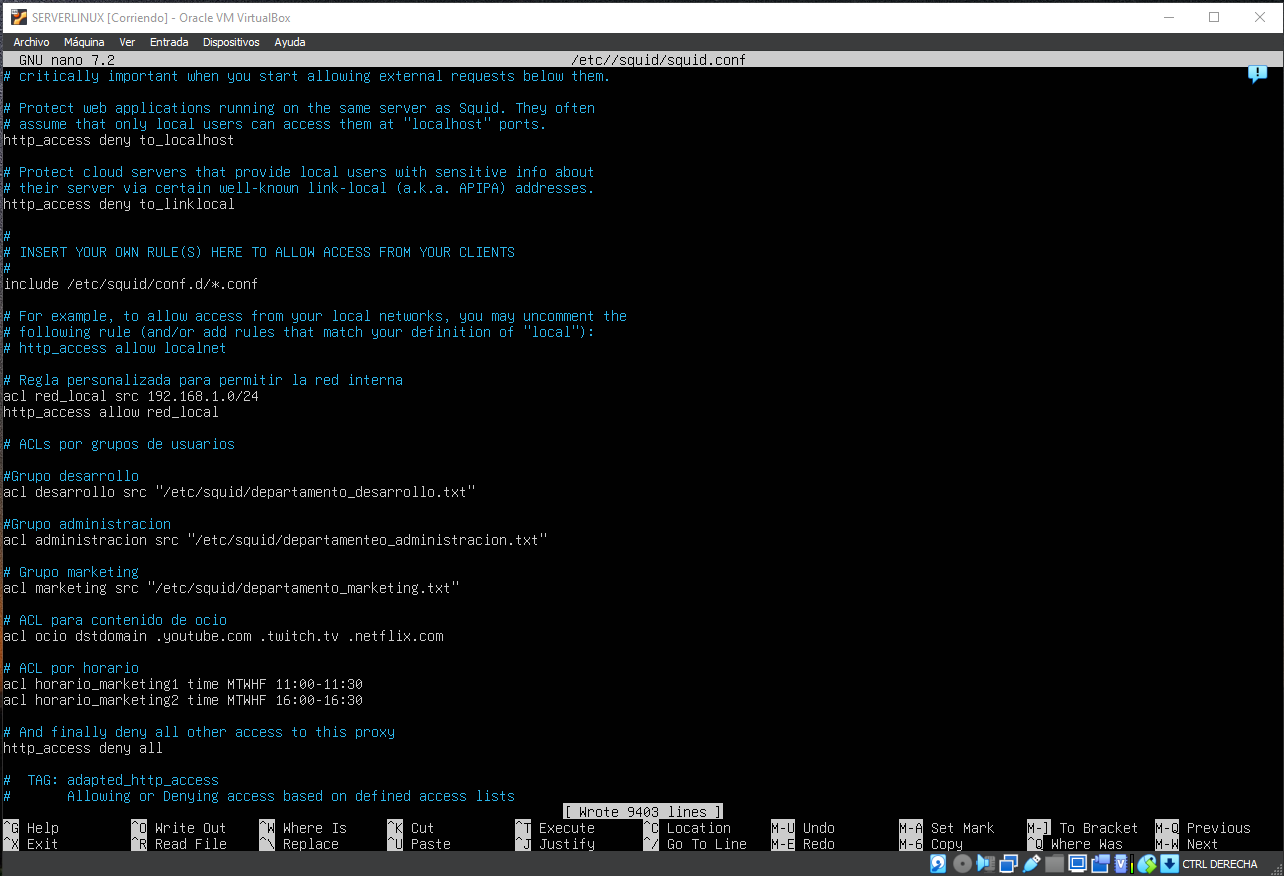 SERVERLINUX [Corriendo] - Oracle VM VirtualBox
Archivo Máquina Ver Entrada Dispositivos Ayuda
GNU nano 7.2 /etc//squid/squid.conf
# critically important when you start allowing external requests below them.
# Protect web applications running on the same server as Squid. They often
# assume that only local users can access them at "localhost" ports.
http_access deny to_localhost
# Protect cloud servers that provide local users with sensitive info about
# their server via certain well-known link-local (a.k.a. APIPA) addresses.
http_access deny to_linklocal
#
# INSERT YOUR OWN RULE(S) HERE TO ALLOW ACCESS FROM YOUR CLIENTS
#
include /etc/squid/conf.d/*.conf
# For example, to allow access from your local networks, you may uncomment the
# following rule (and/or add rules that match your definition of "local"):
# http_access allow localnet
# Regla personalizada para permitir la red interna
acl red_local src 192.168.1.0/24
http_access allow red_local
# ACLs por grupos de usuarios
#Grupo desarrollo
acl desarrollo src "/etc/squid/departamento_desarrollo.txt"
#Grupo administracion
acl administracion src "/etc/squid/departamenteo_administracion.txt"
# Grupo marketing
acl marketing src "/etc/squid/departamento_marketing.txt"
# ACL para contenido de ocio
acl ocio dstdomain .youtube.com .twitch.tv .netflix.com
# ACL por horario
acl horario_marketing1 time MTWHF 11:00-11:30
acl horario_marketing2 time MTWHF 16:00-16:30
# And finally deny all other access to this proxy
http_access deny all
#  TAG: adapted_http_access
#       Allowing or Denying access based on defined access lists
[ Wrote 9403 lines ]
^G Help ^O Write Out ^W Where Is ^K Cut ^T Execute ^C Location M-U Undo M-A Set Mark M-] To Bracket M-Q Previous
^X Exit ^R Read File ^\ Replace ^U Paste ^J Justify ^/ Go To Line M-E Redo M-6 Copy ^Q Where Was M-W Next
CTRL DERECHA